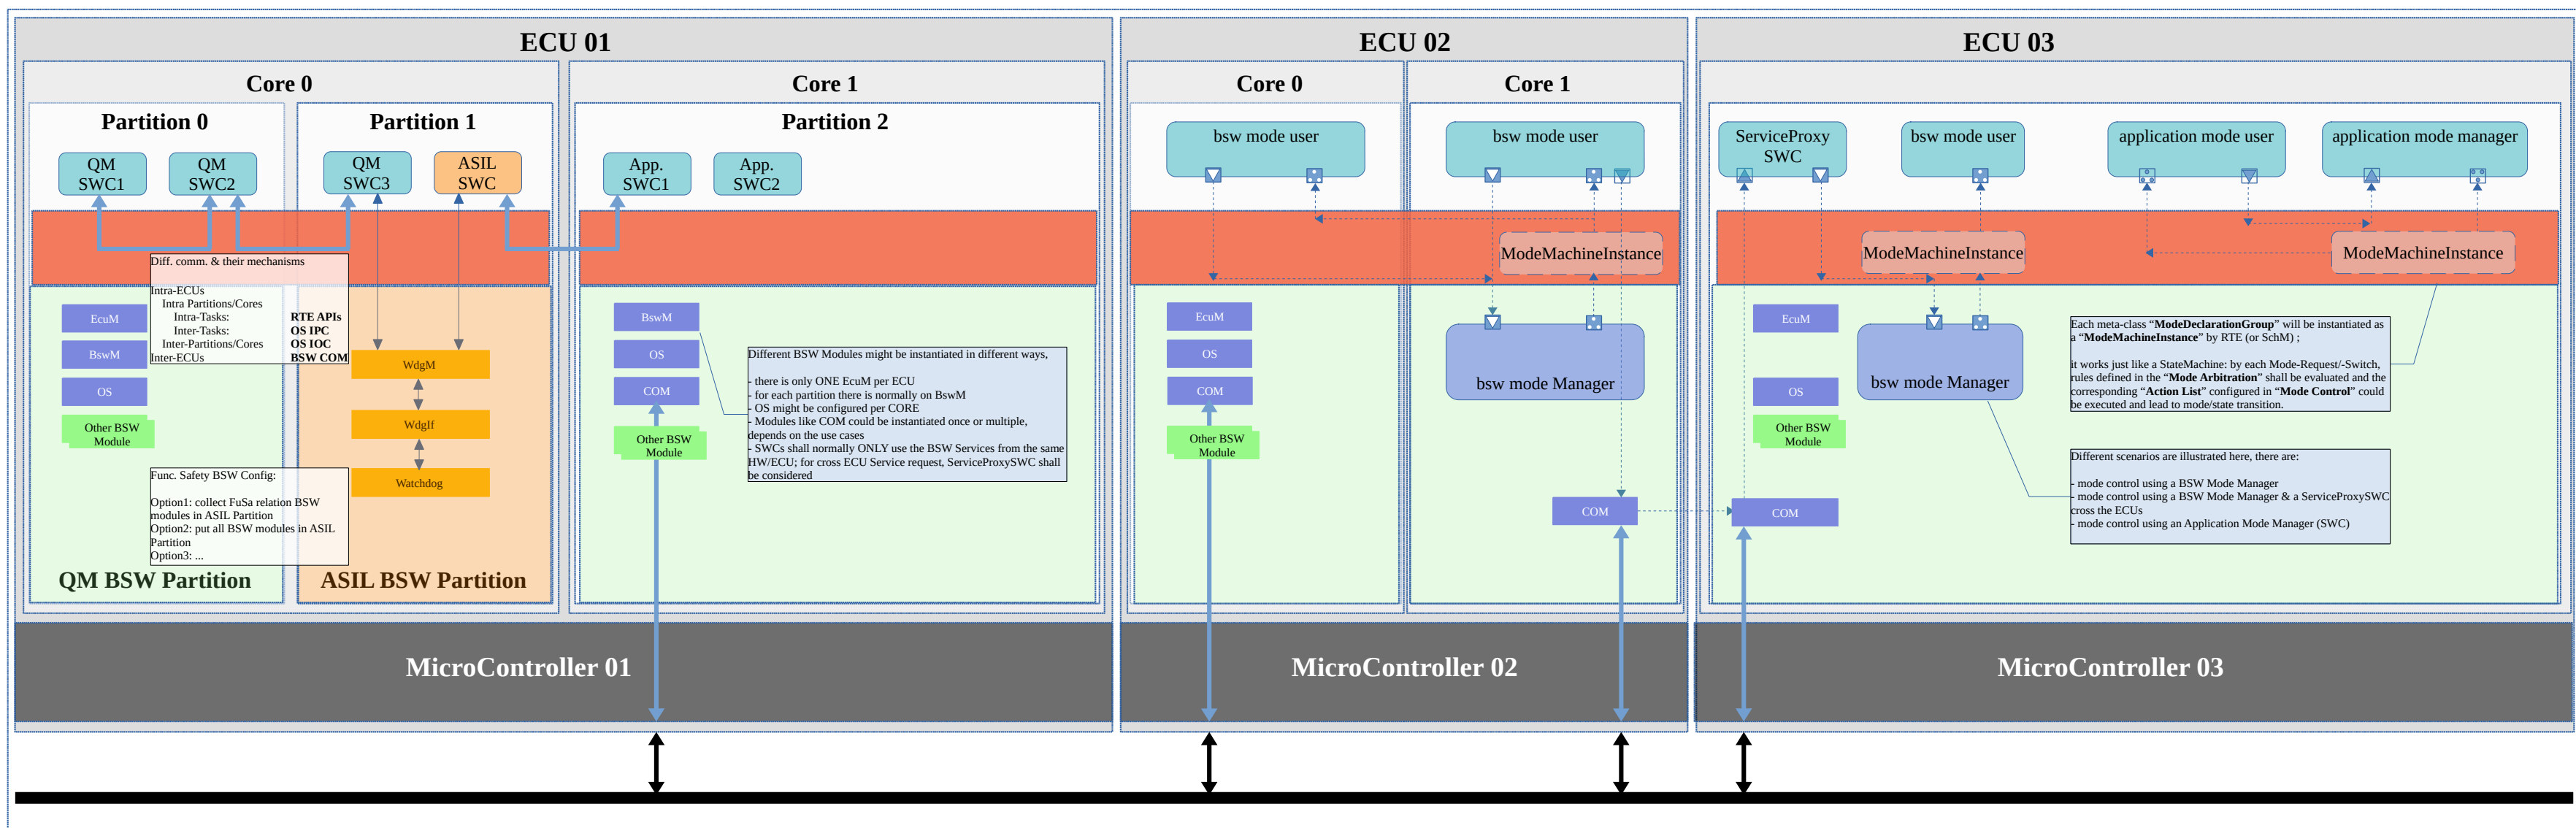 ECU 01
Core 0
Partition 0
QM
SWC1
QM
SWC2
Partition 1
QM
SWC3
ASIL
SWC
Diff. comm. & their mechanisms
Intra-ECUs
Intra Partitions/Cores
Intra-Tasks: RTE APIs
Inter-Tasks: OS IPC
Inter-Partitions/Cores OS IOC
Inter-ECUs BSW COM
EcuM
BswM
OS
Other BSW
Module
WdgM
WdgIf
Watchdog
Func. Safety BSW Config:
Option1: collect FuSa relation BSW
modules in ASIL Partition
Option2: put all BSW modules in ASIL
Partition
Option3: ...
QM BSW Partition
ASIL BSW Partition
Core 1
Partition 2
App.
SWC1
App.
SWC2
BswM
OS
COM
Other BSW
Module
Different BSW Modules might be instantiated in different ways,
- there is only ONE EcuM per ECU
- for each partition there is normally on BswM
- OS might be configured per CORE
- Modules like COM could be instantiated once or multiple,
depends on the use cases
- SWCs shall normally ONLY use the BSW Services from the same
HW/ECU; for cross ECU Service request, ServiceProxySWC shall
be considered
MicroController 01
ECU 02
Core 0
bsw mode user
EcuM
OS
COM
Other BSW
Module
Core 1
bsw mode user
ModeMachineInstance
bsw mode Manager
COM
MicroController 02
ECU 03
ServiceProxy
SWC
bsw mode user
application mode user
application mode manager
ModeMachineInstance
ModeMachineInstance
EcuM
OS
Other BSW
Module
COM
bsw mode Manager
Each meta-class “ModeDeclarationGroup” will be instantiated as
a “ModeMachineInstance” by RTE (or SchM) ;
it works just like a StateMachine: by each Mode-Request/-Switch,
rules defined in the “Mode Arbitration” shall be evaluated and the
corresponding “Action List” configured in “Mode Control” could
be executed and lead to mode/state transition.
Different scenarios are illustrated here, there are:
- mode control using a BSW Mode Manager
- mode control using a BSW Mode Manager & a ServiceProxySWC
cross the ECUs
- mode control using an Application Mode Manager (SWC)
MicroController 03